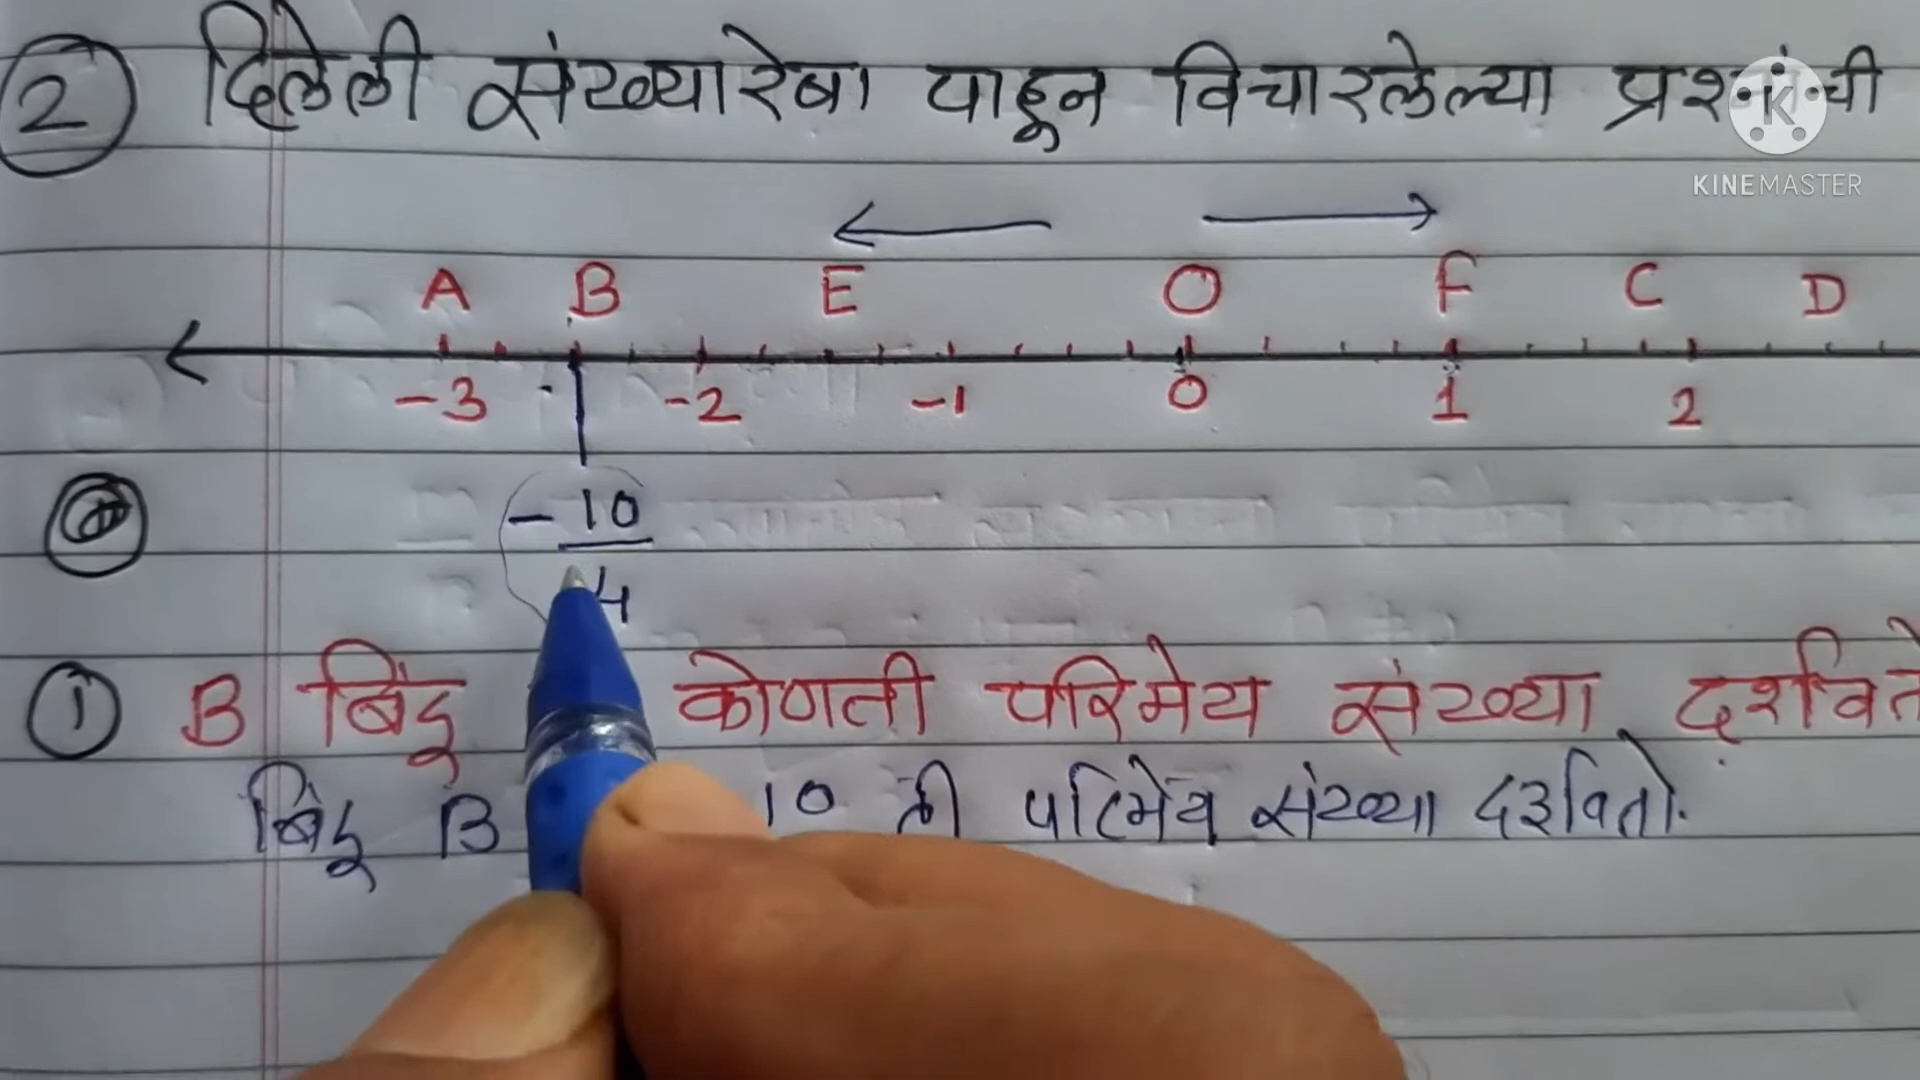 2 दिलेली संख्यारेषा पाहून विचारलेल्या प्रश्नांची
KINEMASTER
A B E O F C D
-3 -2 -1 0 1 2
-10
4
1 B बिंदू कोणती परिमेय संख्या दर्शविते
बिंदू B 10 ही परिमेय संख्या दर्शवितो.